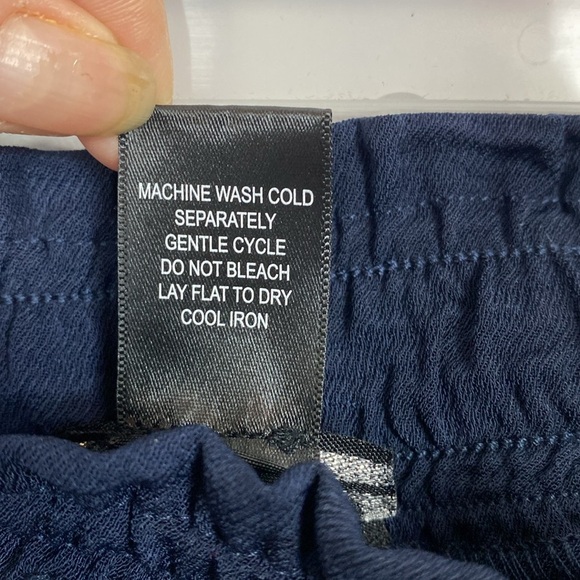 MACHINE WASH COLD
SEPARATELY
GENTLE CYCLE
DO NOT BLEACH
LAY FLAT TO DRY
COOL IRON